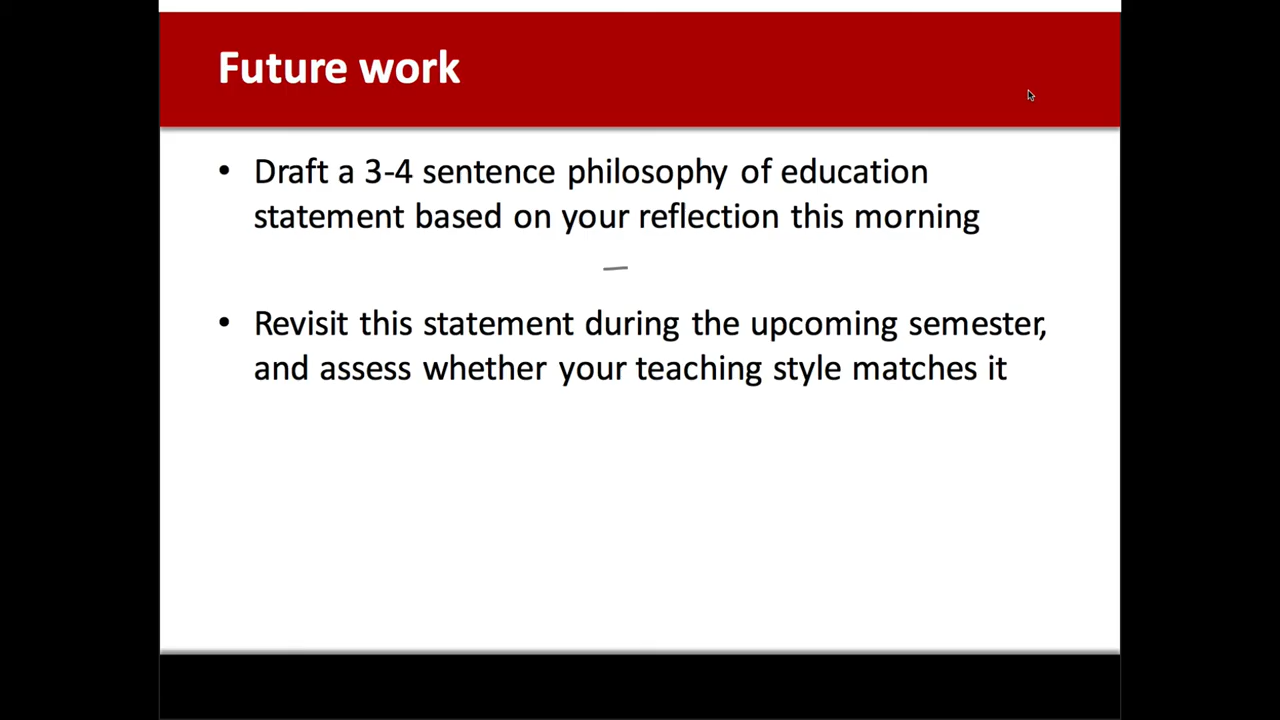 Future work
• Draft a 3-4 sentence philosophy of education
statement based on your reflection this morning
• Revisit this statement during the upcoming semester,
and assess whether your teaching style matches it